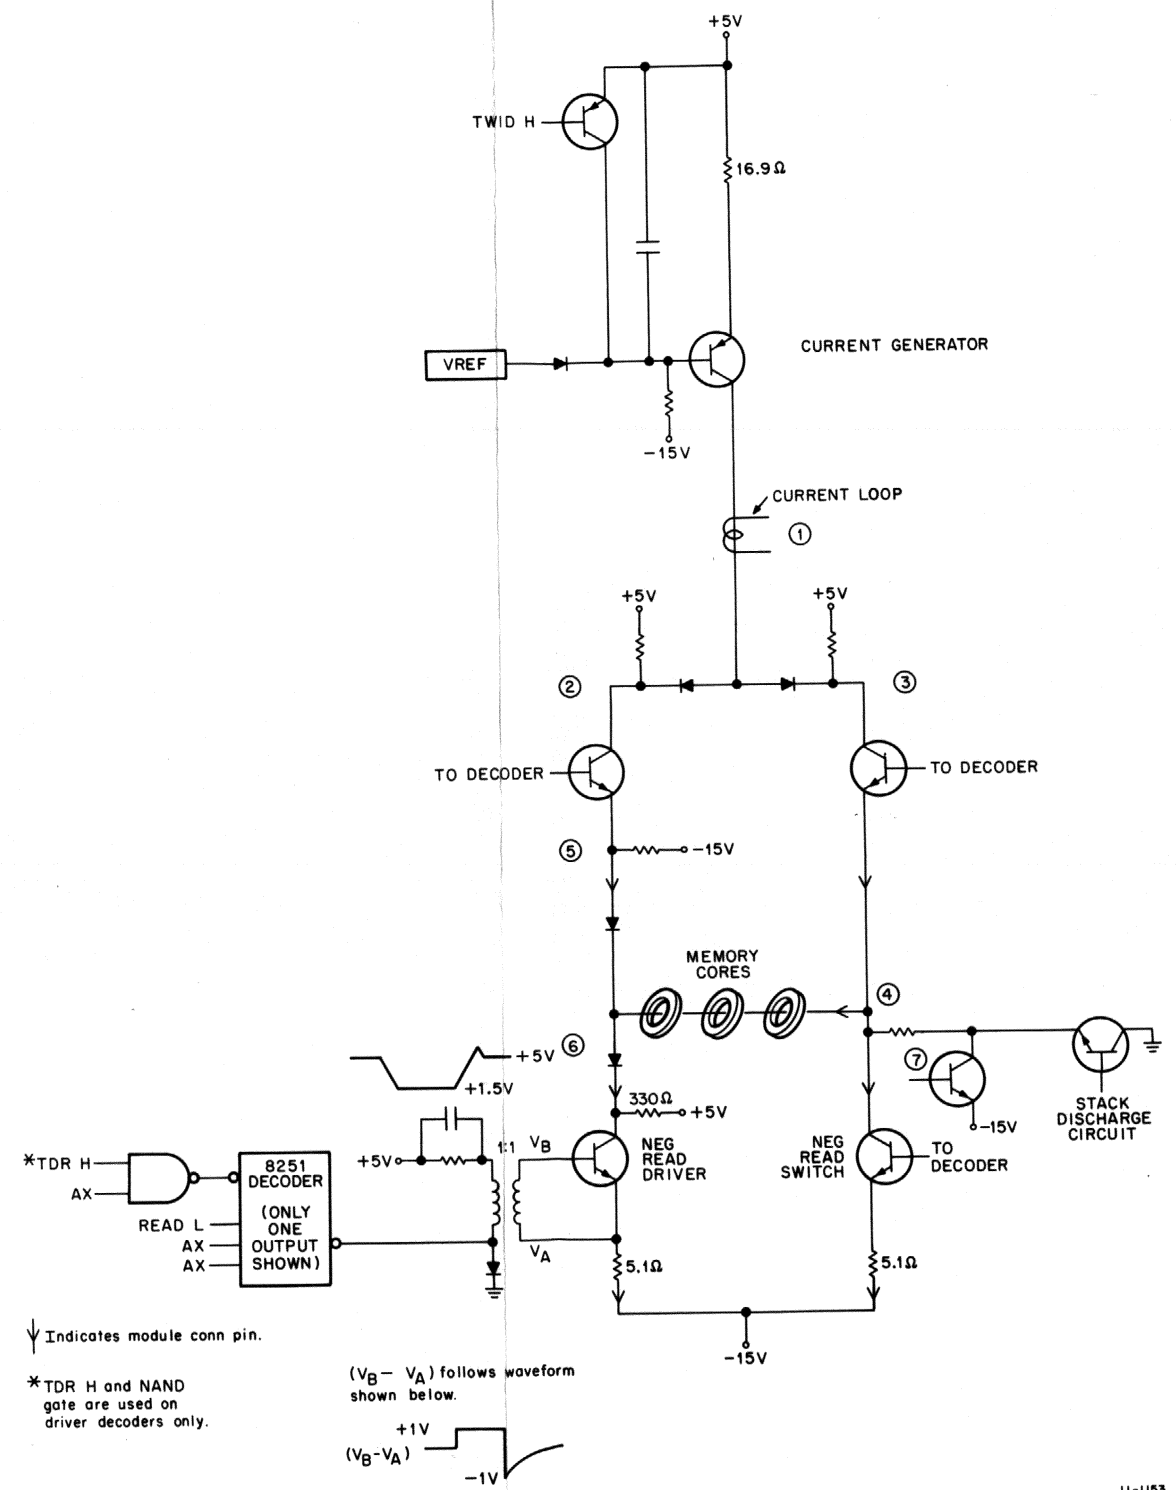 +5V
TWID H
16.9Ω
VREF
CURRENT GENERATOR
-15V
CURRENT LOOP
1
+5V
+5V
2
3
TO DECODER
TO DECODER
5
-15V
MEMORY
CORES
4
6
+5V
+1.5V
7
330Ω
+5V
-15V
STACK
DISCHARGE
CIRCUIT
+5V
1:1
VB
NEG
READ
DRIVER
NEG
READ
SWITCH
TO
DECODER
*TDR H
AX
8251
DECODER
(ONLY
ONE
OUTPUT
SHOWN)
READ L
AX
AX
VA
5.1Ω
5.1Ω
-15V
Indicates module conn pin.
*TDR H and NAND
gate are used on
driver decoders only.
(VB- VA) follows waveform
shown below.
+1V
(VB-VA)
-1V
11-1153